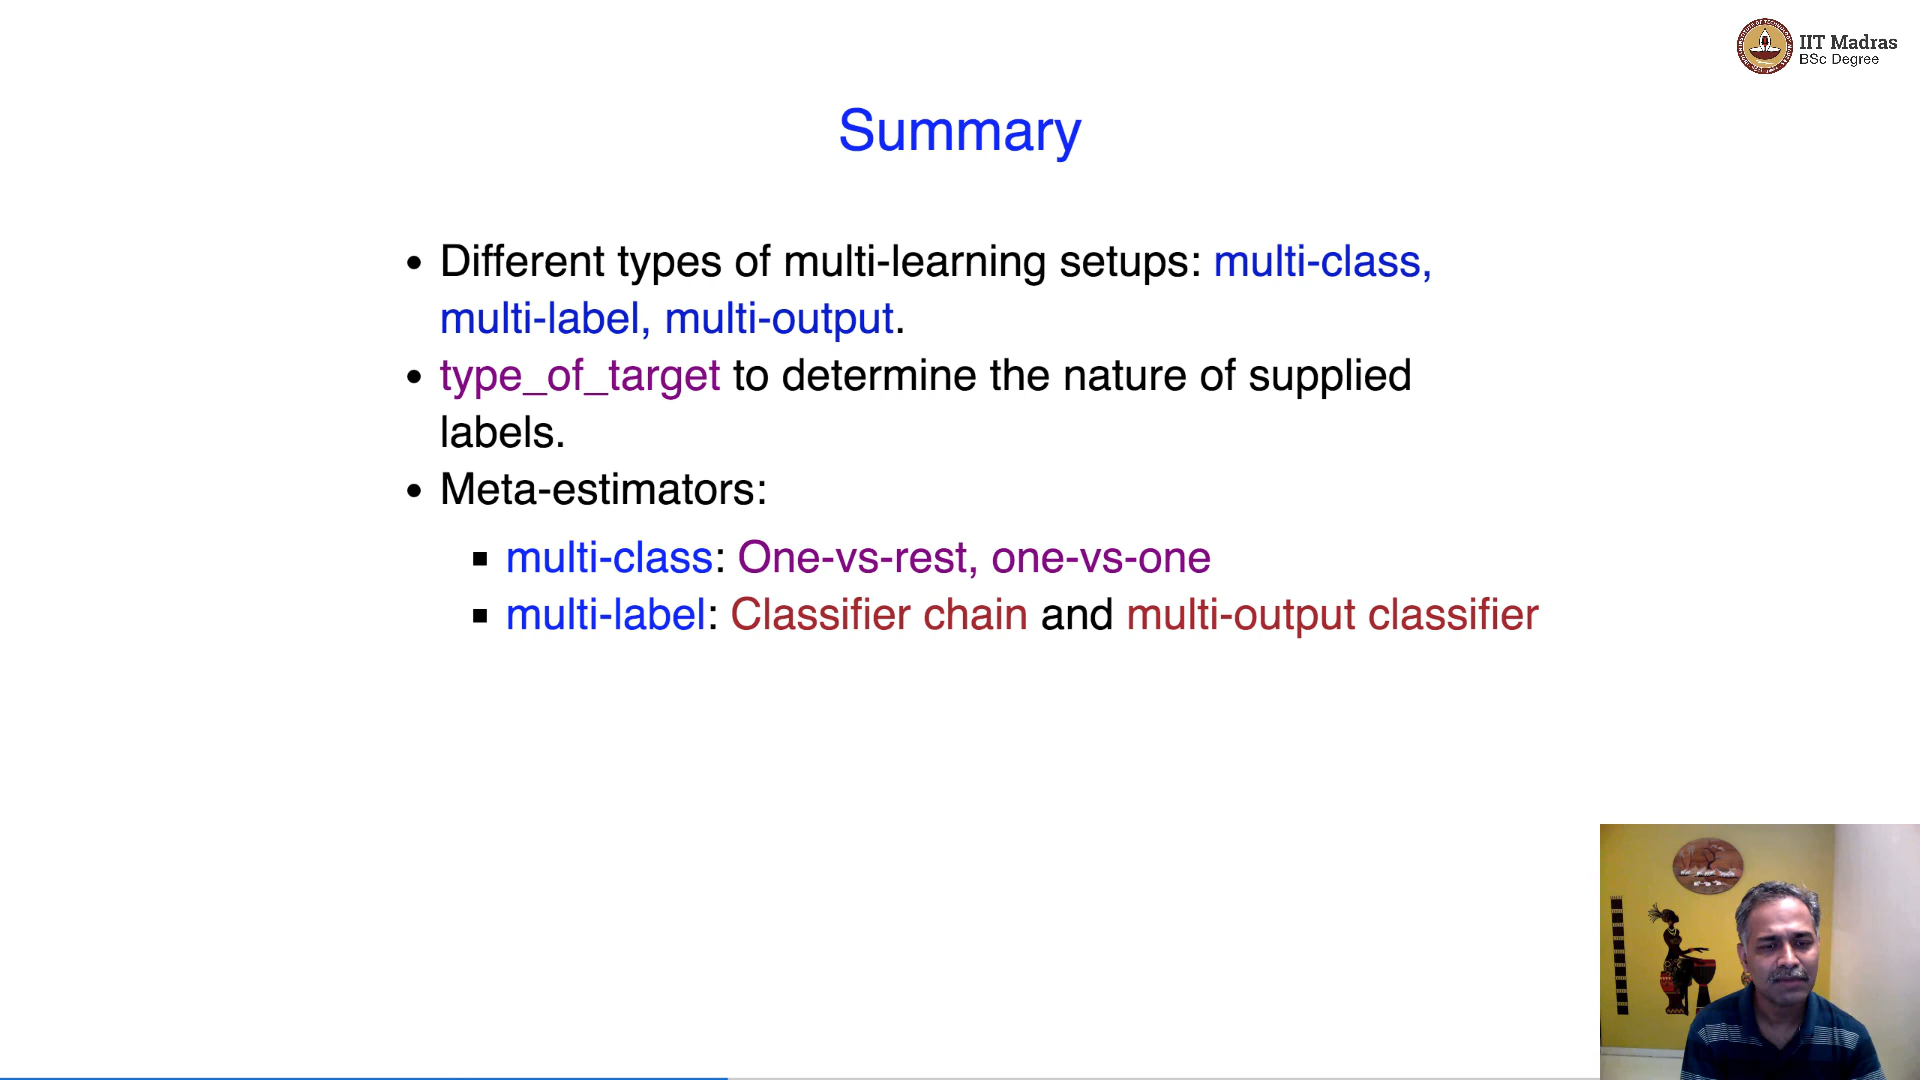 IIT Madras
BSc Degree
Summary
Different types of multi-learning setups: multi-class,
multi-label, multi-output.
type_of_target to determine the nature of supplied
labels.
Meta-estimators:
multi-class: One-vs-rest, one-vs-one
multi-label: Classifier chain and multi-output classifier